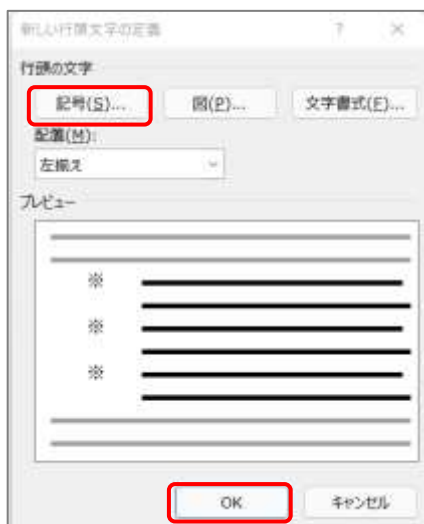 新しい行頭文字の定義 ? ×
行頭の文字
記号(S)... 図(P)... 文字書式(F)...
配置(M):
左揃え
プレビュー
※
※
※
OK キャンセル